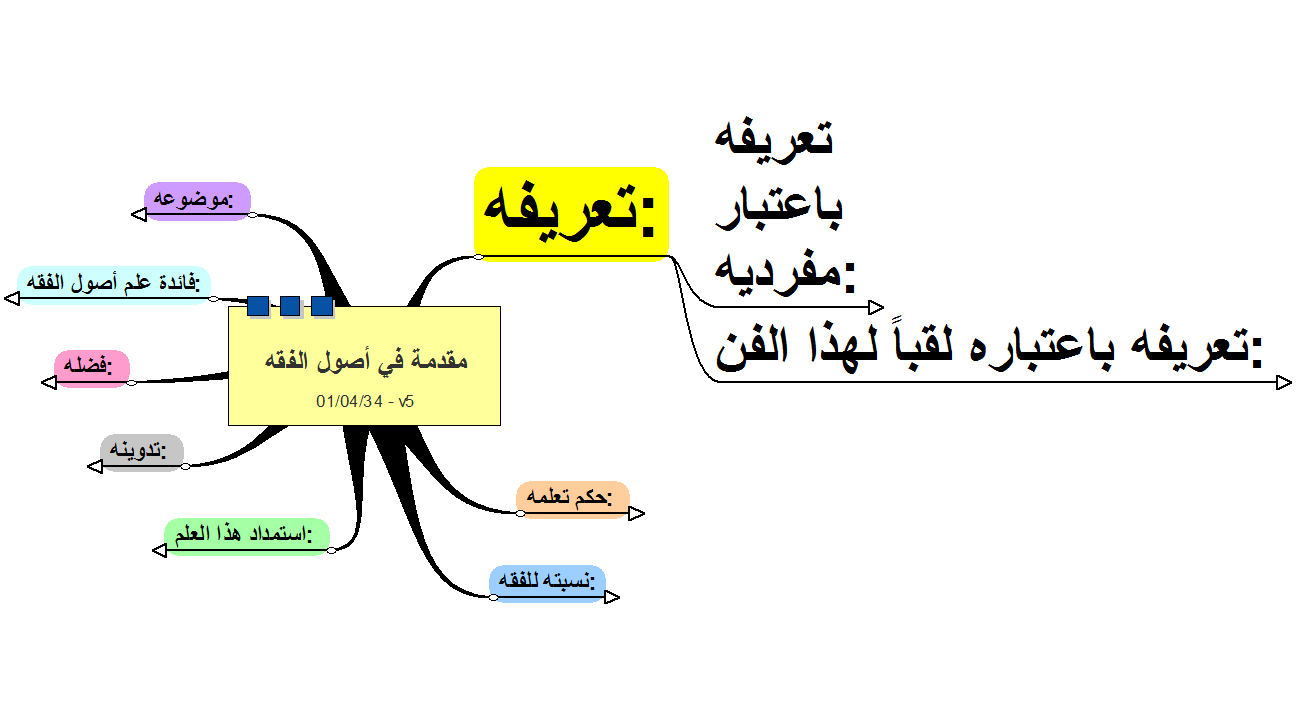 مقدمة في أصول الفقه
01/04/34 - v5
تعريفه:
تعريفه
باعتبار
مفرديه:
تعريفه باعتباره لقباً لهذا الفن:
حكم تعلمه:
نسبته للفقه:
استمداد هذا العلم:
تدوينه:
فضله:
فائدة علم أصول الفقه:
موضوعه: